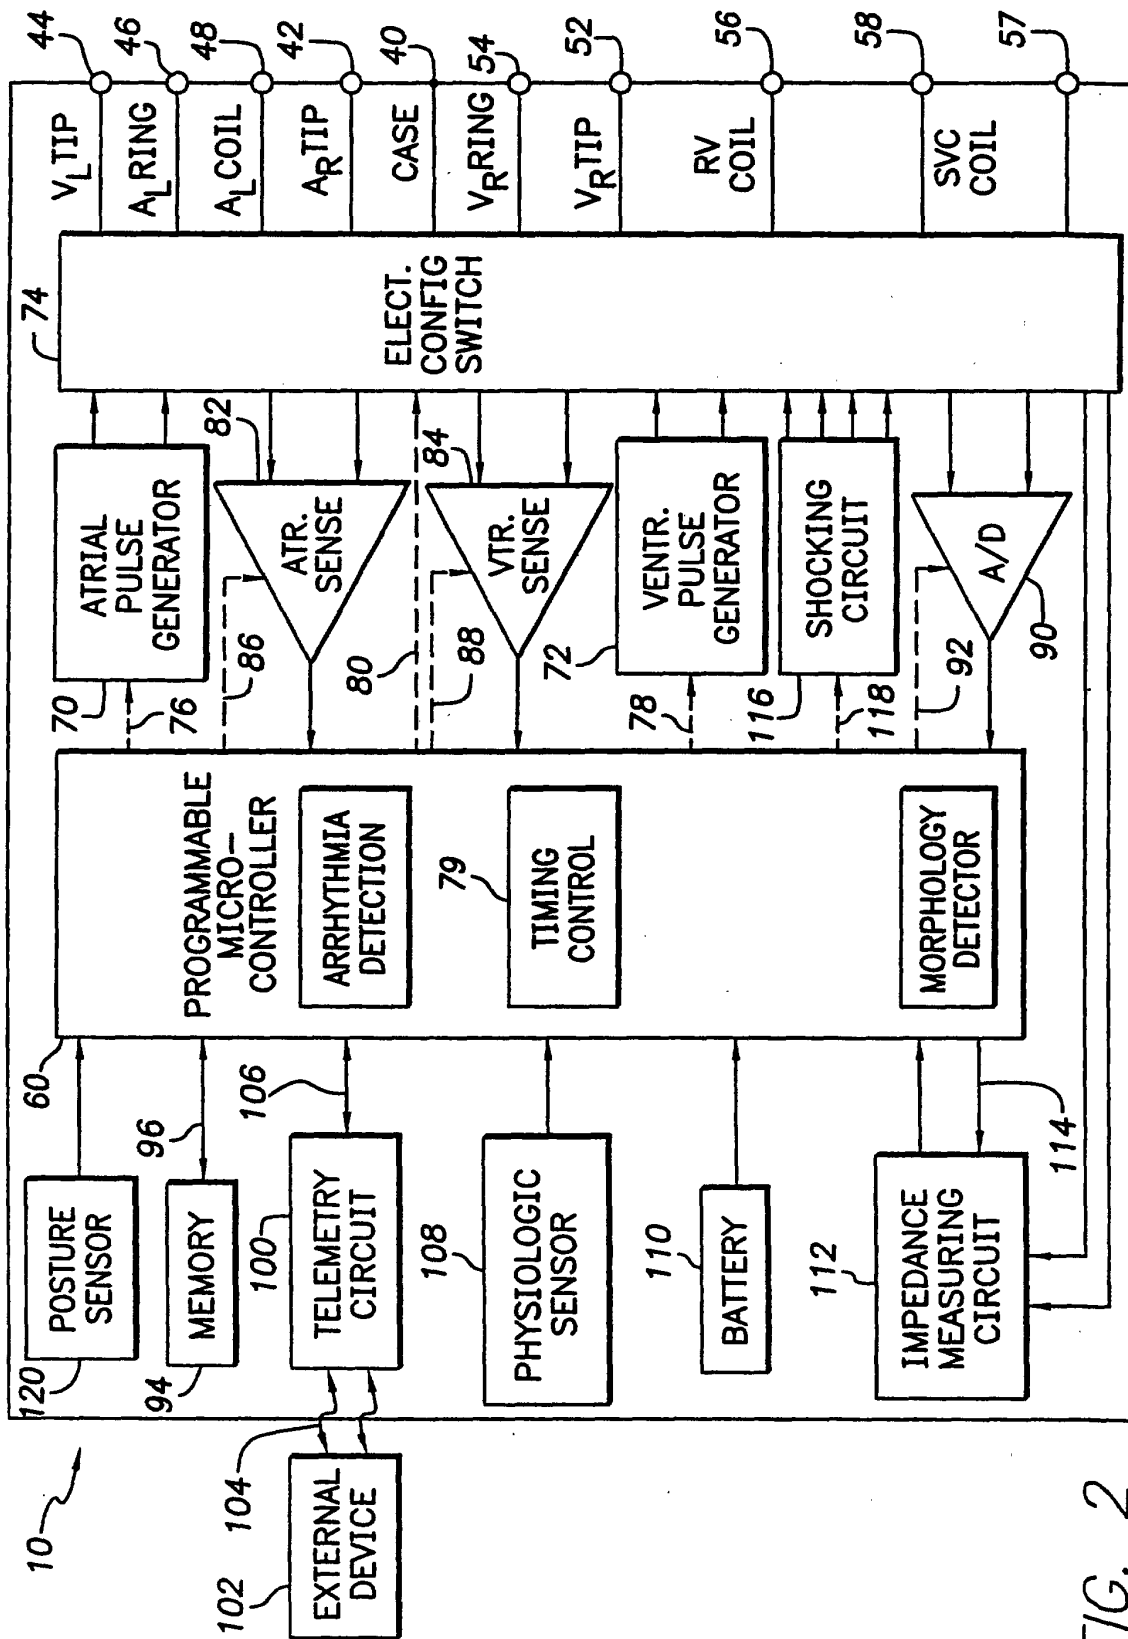 10
102
EXTERNAL
DEVICE
104
120
POSTURE
SENSOR
94
MEMORY
96
100
TELEMETRY
CIRCUIT
106
108
PHYSIOLOGIC
SENSOR
110
BATTERY
112
IMPEDANCE
MEASURING
CIRCUIT
114
60
PROGRAMMABLE
MICRO-
CONTROLLER
ARRHYTHMIA
DETECTION
79
TIMING
CONTROL
MORPHOLOGY
DETECTOR
70
76
ATRIAL
PULSE
GENERATOR
86
82
ATR.
SENSE
80
88
84
VTR.
SENSE
72
78
VENTR.
PULSE
GENERATOR
116
118
SHOCKING
CIRCUIT
92
A/D
90
74
ELECT.
CONFIG
SWITCH
VLTIP
44
ALRING
46
ALCOIL
48
ARTIP
42
CASE
40
VRRING
54
VRTIP
52
RV
COIL
56
58
SVC
COIL
57
FIG. 2